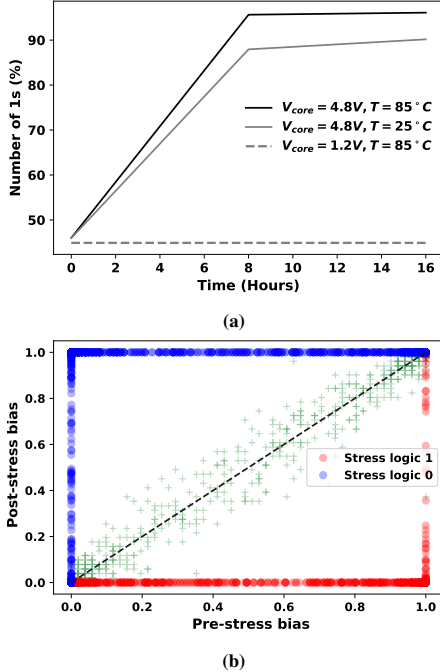 Number of 1s (%)
90
80
70
60
50
V_core = 4.8V, T = 85°C
V_core = 4.8V, T = 25°C
V_core = 1.2V, T = 85°C
0 2 4 6 8 10 12 14 16
Time (Hours)
(a)
Post-stress bias
1.0
0.8
0.6
0.4
0.2
0.0
Stress logic 1
Stress logic 0
0.0 0.2 0.4 0.6 0.8 1.0
Pre-stress bias
(b)